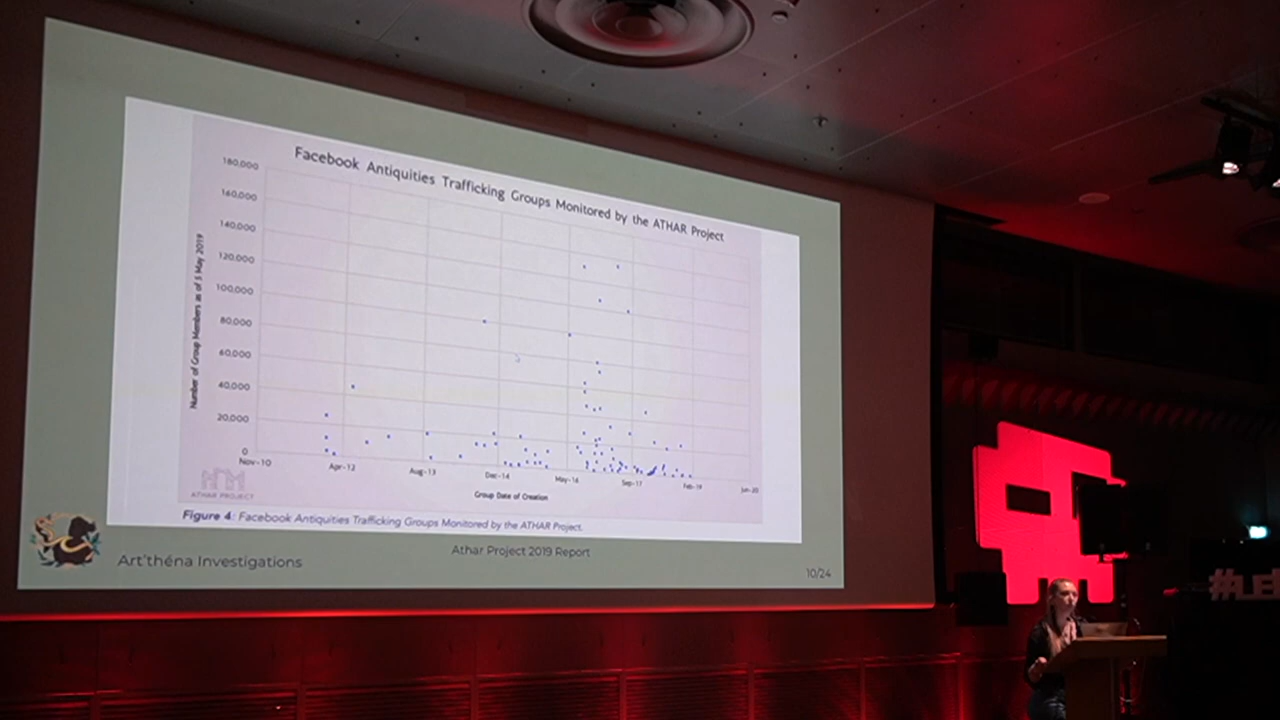 Facebook Antiquities Trafficking Groups Monitored by the ATHAR Project
180,000
160,000
140,000
120,000
100,000
80,000
60,000
40,000
20,000
0
Number of Group Members as of 5 May 2019
Nov-10
Apr-12
Aug-13
Dec-14
May-16
Sep-17
Feb-19
Jun-20
Group Date of Creation
ATHAR PROJECT
Figure 4: Facebook Antiquities Trafficking Groups Monitored by the ATHAR Project.
Athar Project 2019 Report
Art'théna Investigations
10/24